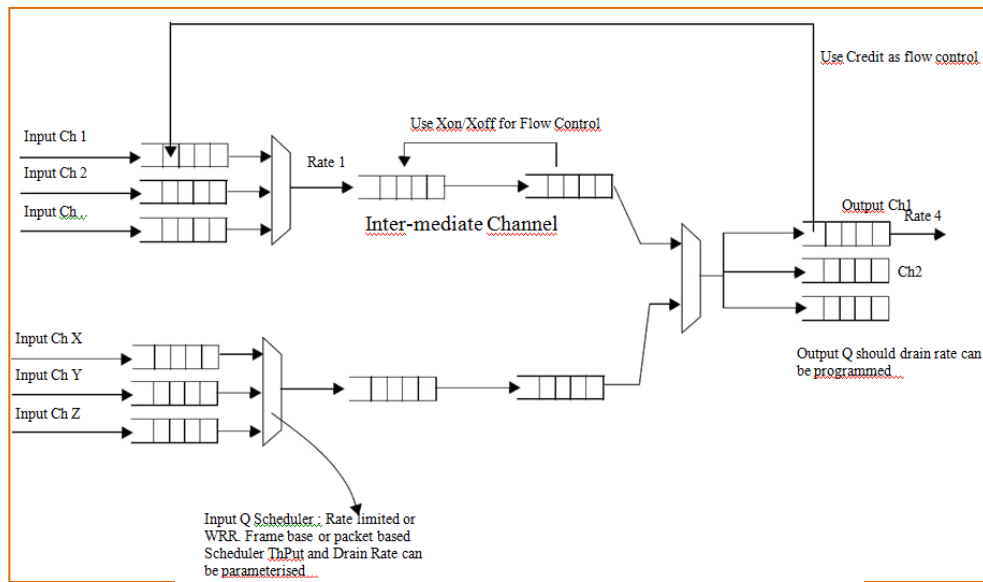 Use Credit as flow control
Use Xon/Xoff for Flow Control
Input Ch 1
Rate 1
Input Ch 2
Input Ch..
Inter-mediate Channel
Output Ch1
Rate 4
Ch2
Input Ch X
Output Q should drain rate can
be programmed
Input Ch Y
Input Ch Z
Input Q Scheduler : Rate limited or
WRR. Frame base or packet based
Scheduler ThPut and Drain Rate can
be parameterised